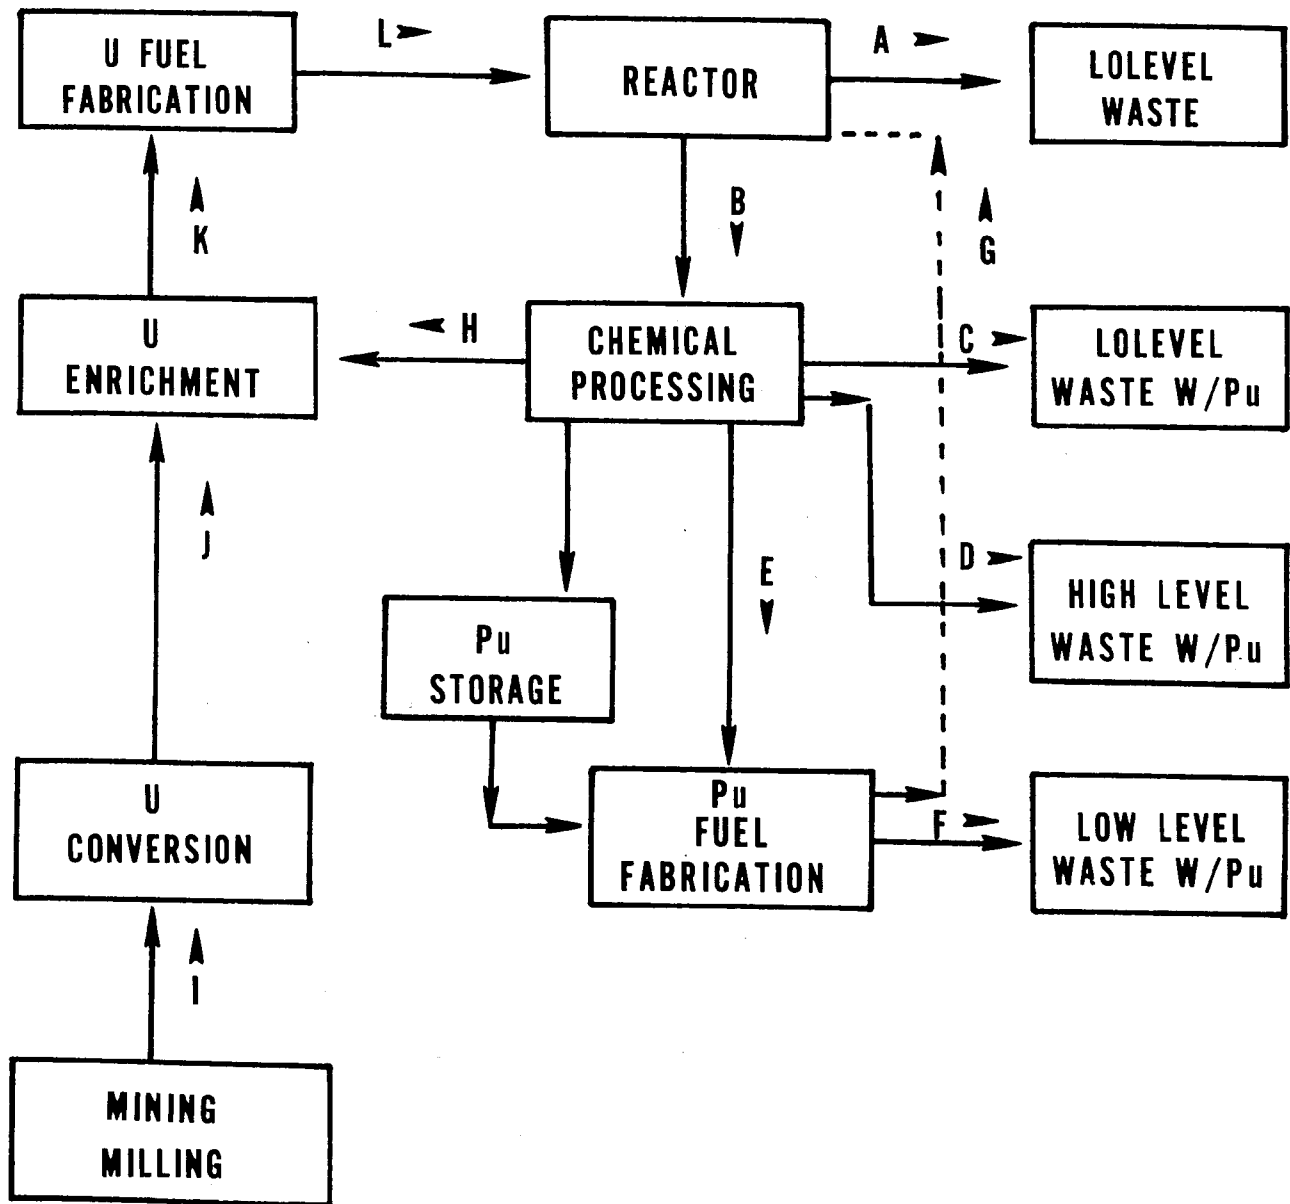 U FUEL
FABRICATION
L
REACTOR
A
LOLEVEL
WASTE
K
B
G
U
ENRICHMENT
H
CHEMICAL
PROCESSING
C
LOLEVEL
WASTE W/Pu
J
E
D
HIGH LEVEL
WASTE W/Pu
Pu
STORAGE
U
CONVERSION
Pu
FUEL
FABRICATION
F
LOW LEVEL
WASTE W/Pu
I
MINING
MILLING